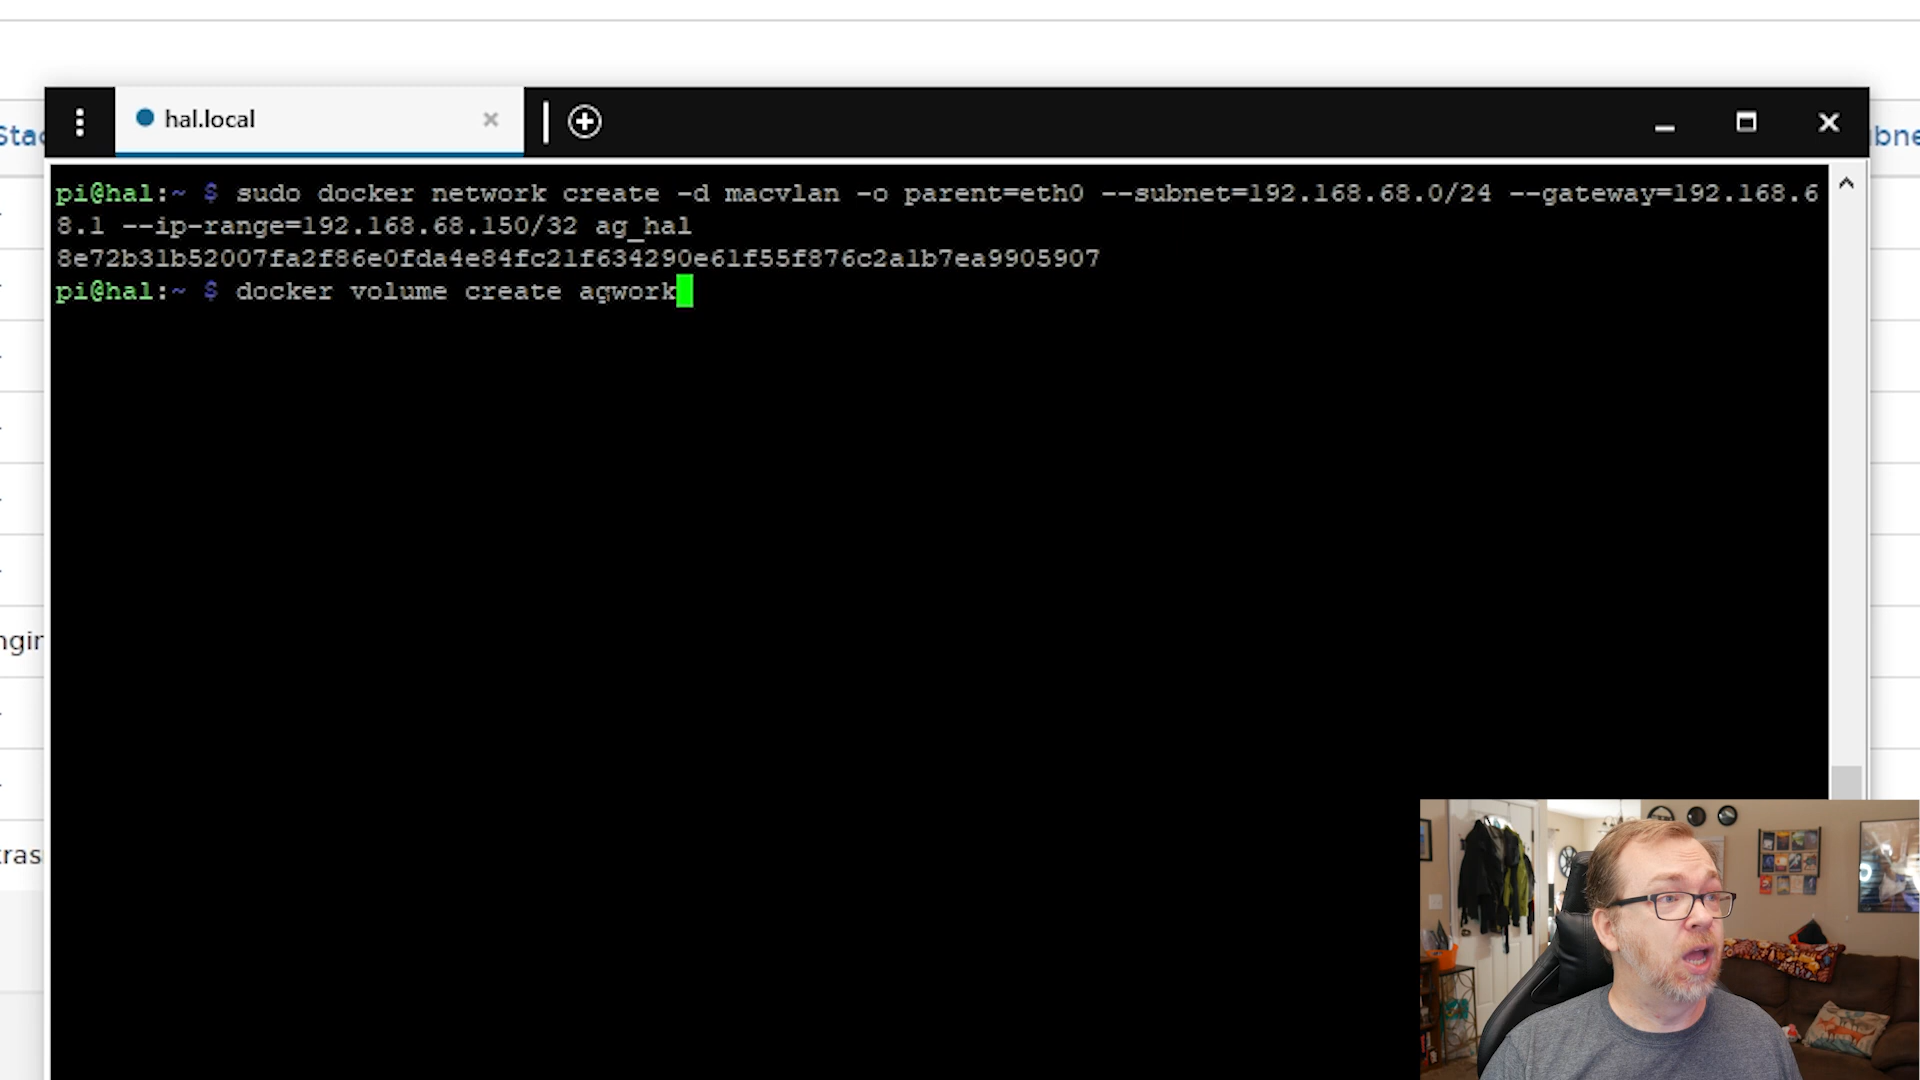 hal.local
pi@hal:~ $ sudo docker network create -d macvlan -o parent=eth0 --subnet=192.168.68.0/24 --gateway=192.168.6
8.1 --ip-range=192.168.68.150/32 ag_hal
8e72b31b52007fa2f86e0fda4e84fc21f634290e61f55f876c2a1b7ea9905907
pi@hal:~ $ docker volume create agwork